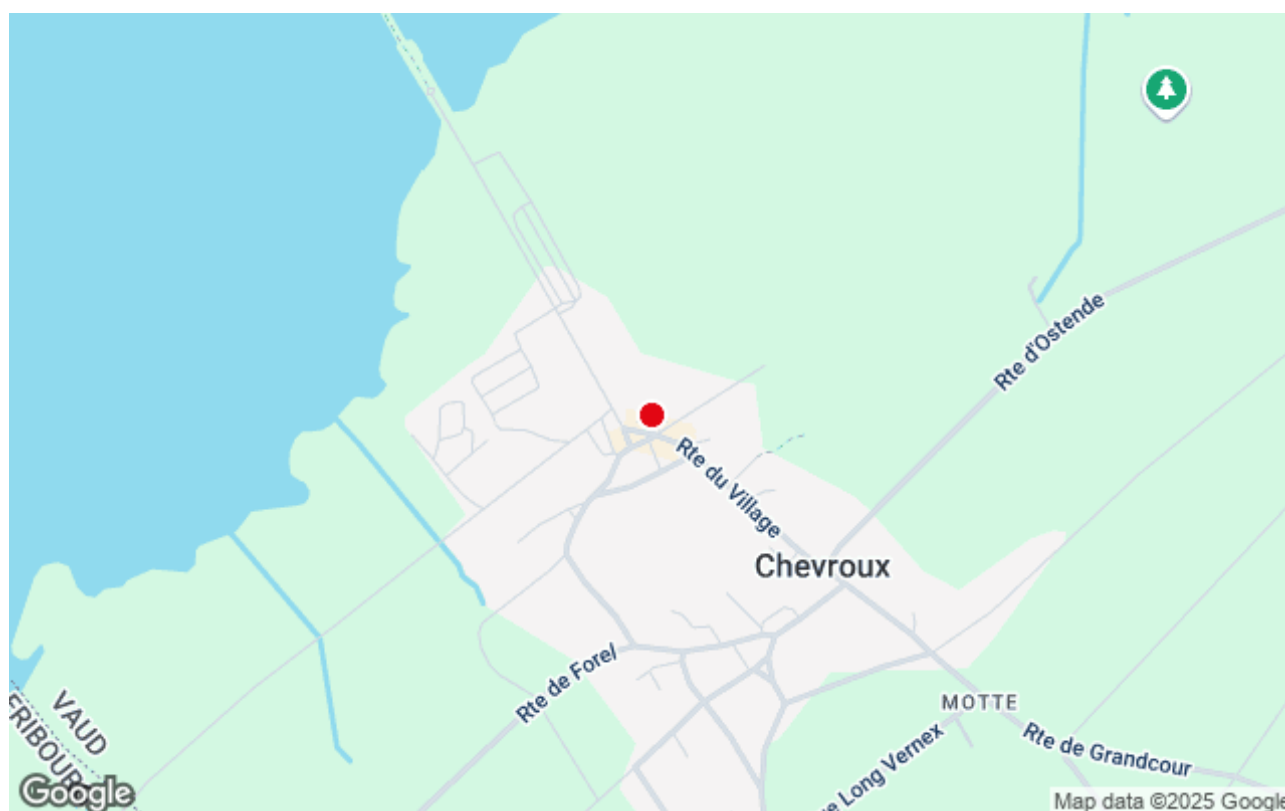 Rte d'Ostende
Rte du Village
Chevroux
Rte de Forel
VAUD
FRIBOURG
MOTTE
Long Vernex
Rte de Grandcour
Google
Map data ©2025 Google